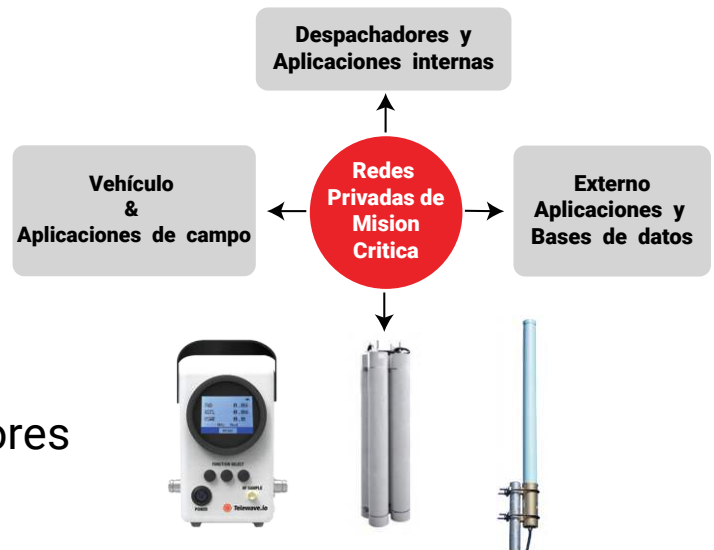 Despachadores y
Aplicaciones internas
Vehículo
&
Aplicaciones de campo
Redes
Privadas de
Mision
Critica
Externo
Aplicaciones y
Bases de datos
ores
FUNCTION SELECT
RF SAMPLE
POWER
Telewave.io